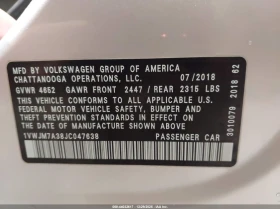 MFD BY VOLKSWAGEN GROUP OF AMERICA
CHATTANOOGA OPERATIONS, LLC. 07/2018
GVWR 4652 GAWR FRONT 2447 / REAR 2315 LBS
THIS VEHICLE CONFORMS TO ALL APPLICABLE U.S.
FEDERAL MOTOR VEHICLE SAFETY, BUMPER AND
THEFT PREVENTION STANDARDS IN EFFECT ON THE
DATE OF MANUFACTURE SHOWN ABOVE.
1VWJM7A38JC047638 PASSENGER CAR
3010079 2018 62